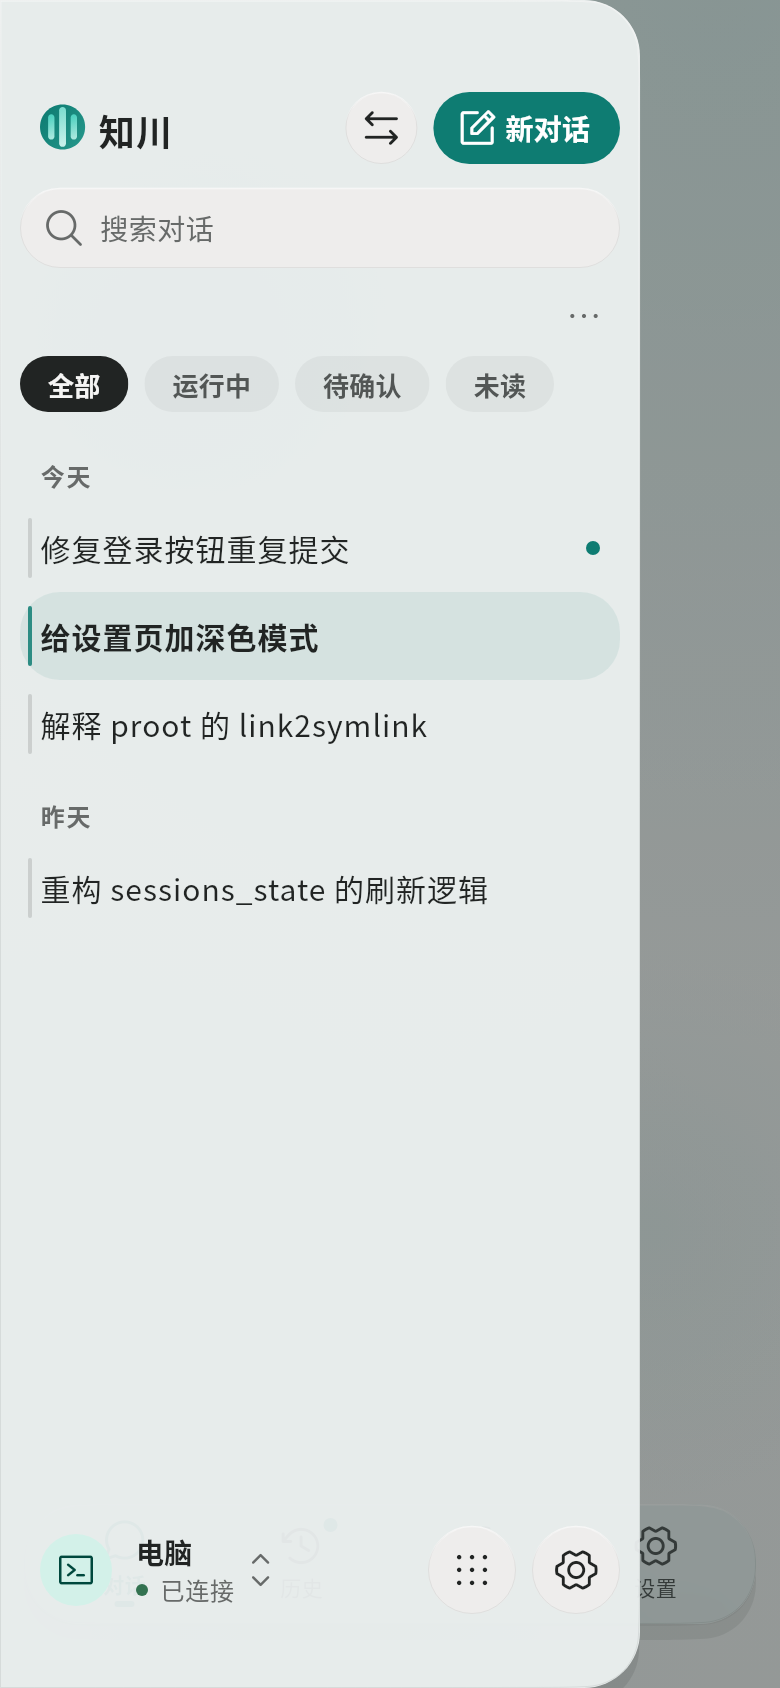 知川
新对话
搜索对话
全部 运行中 待确认 未读
今天
修复登录按钮重复提交
给设置页加深色模式
解释 proot 的 link2symlink
昨天
重构 sessions_state 的刷新逻辑
电脑
已连接
历史
设置